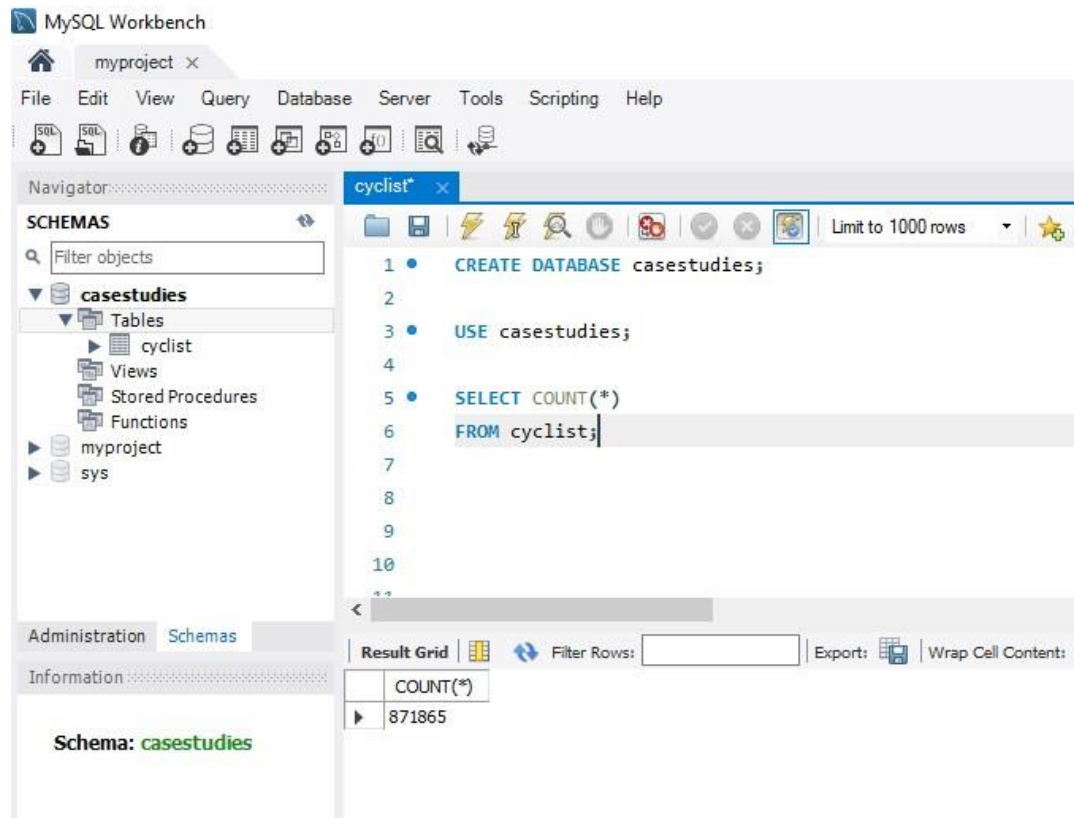 MySQL Workbench
myproject ×
File Edit View Query Database Server Tools Scripting Help
Navigator
SCHEMAS
Filter objects
casestudies
Tables
cyclist
Views
Stored Procedures
Functions
myproject
sys
Administration Schemas
Information
Schema: casestudies
cyclist* ×
Limit to 1000 rows
1 CREATE DATABASE casestudies;
2
3 USE casestudies;
4
5 SELECT COUNT(*)
6 FROM cyclist;
7
8
9
10
Result Grid Filter Rows: Export: Wrap Cell Content:
COUNT(*)
871865